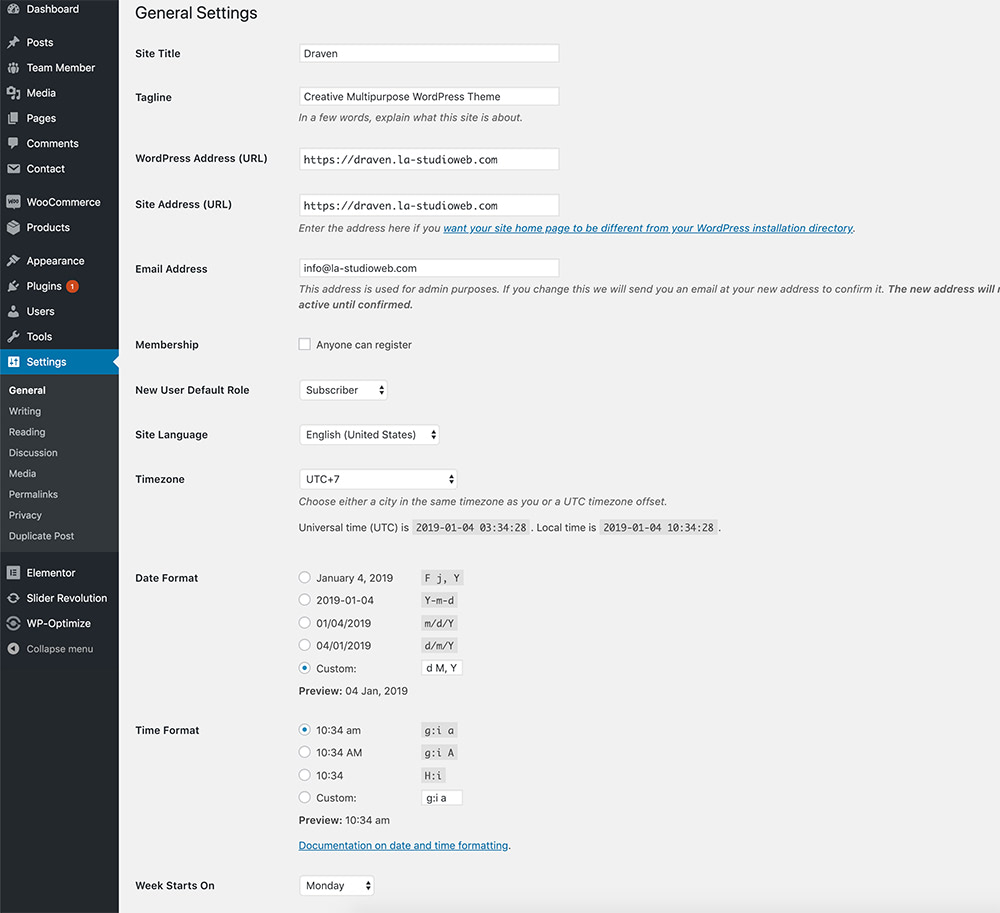 Dashboard
Posts
Team Member
Media
Pages
Comments
Contact
WooCommerce
Products
Appearance
Plugins 1
Users
Tools
Settings
General
Writing
Reading
Discussion
Media
Permalinks
Privacy
Duplicate Post
Elementor
Slider Revolution
WP-Optimize
Collapse menu
General Settings
Site Title Draven
Tagline Creative Multipurpose WordPress Theme
In a few words, explain what this site is about.
WordPress Address (URL) https://draven.la-studioweb.com
Site Address (URL) https://draven.la-studioweb.com
Enter the address here if you want your site home page to be different from your WordPress installation directory.
Email Address info@la-studioweb.com
This address is used for admin purposes. If you change this we will send you an email at your new address to confirm it. The new address will
active until confirmed.
Membership Anyone can register
New User Default Role Subscriber
Site Language English (United States)
Timezone UTC+7
Choose either a city in the same timezone as you or a UTC timezone offset.
Universal time (UTC) is 2019-01-04 03:34:28 . Local time is 2019-01-04 10:34:28 .
Date Format January 4, 2019 F j, Y
2019-01-04 Y-m-d
01/04/2019 m/d/Y
04/01/2019 d/m/Y
Custom: d M, Y
Preview: 04 Jan, 2019
Time Format 10:34 am g:i a
10:34 AM g:i A
10:34 H:i
Custom: g:i a
Preview: 10:34 am
Documentation on date and time formatting.
Week Starts On Monday